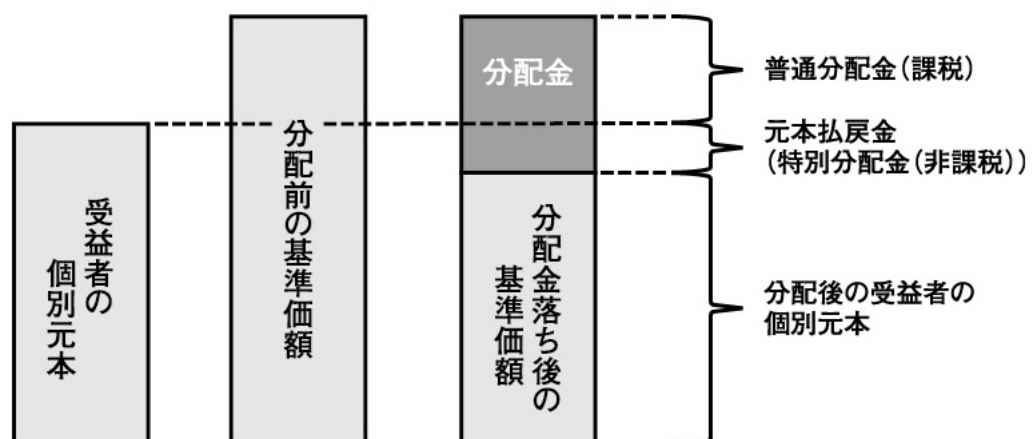 受益者の
個別元本
分配前の基準価額
分配金
分配金落ち後の
基準価額
普通分配金(課税)
元本払戻金
(特別分配金(非課税))
分配後の受益者の
個別元本